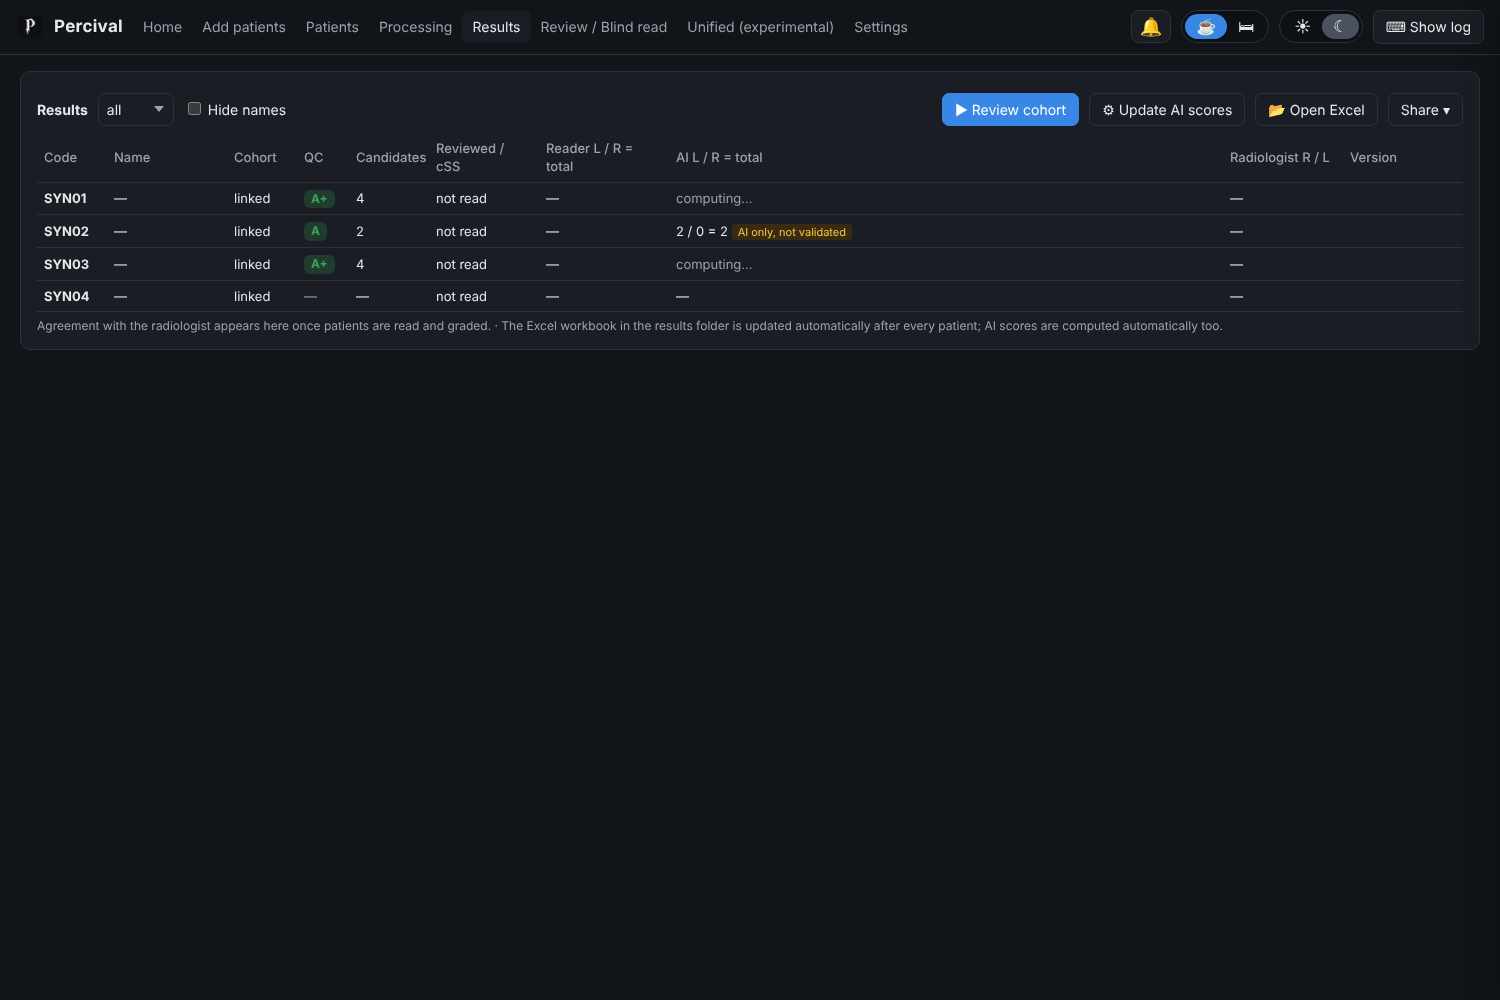 Percival Home Add patients Patients Processing Results Review / Blind read Unified (experimental) Settings Show log
Results all Hide names ▶ Review cohort ⚙ Update AI scores Open Excel Share ▾
Code Name Cohort QC Candidates Reviewed / cSS Reader L / R = total AI L / R = total Radiologist R / L Version
SYN01 — linked A+ 4 not read — computing... —
SYN02 — linked A 2 not read — 2 / 0 = 2 AI only, not validated —
SYN03 — linked A+ 4 not read — computing... —
SYN04 — linked — — not read — — —
Agreement with the radiologist appears here once patients are read and graded. · The Excel workbook in the results folder is updated automatically after every patient; AI scores are computed automatically too.